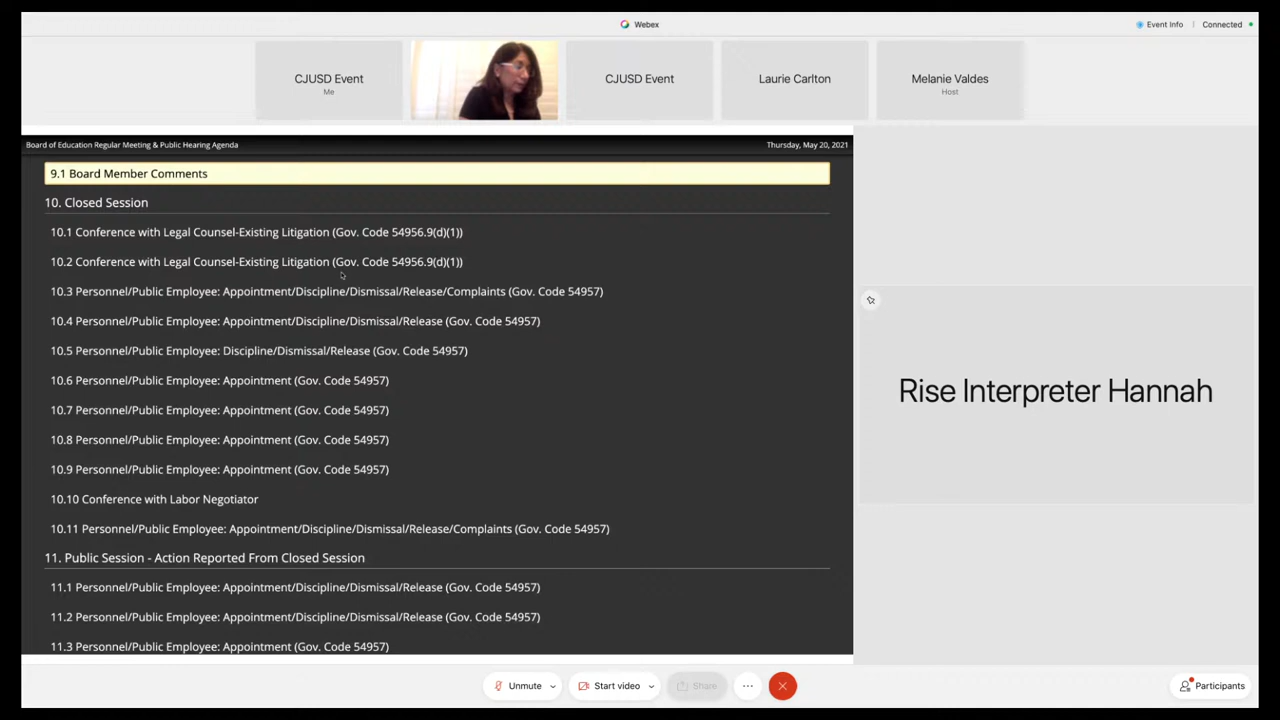 Webex
Event Info
Connected
CJUSD Event
Me
CJUSD Event
Laurie Carlton
Melanie Valdes
Host
Board of Education Regular Meeting & Public Hearing Agenda
Thursday, May 20, 2021
9.1 Board Member Comments
10. Closed Session
10.1 Conference with Legal Counsel-Existing Litigation (Gov. Code 54956.9(d)(1))
10.2 Conference with Legal Counsel-Existing Litigation (Gov. Code 54956.9(d)(1))
10.3 Personnel/Public Employee: Appointment/Discipline/Dismissal/Release/Complaints (Gov. Code 54957)
10.4 Personnel/Public Employee: Appointment/Discipline/Dismissal/Release (Gov. Code 54957)
10.5 Personnel/Public Employee: Discipline/Dismissal/Release (Gov. Code 54957)
10.6 Personnel/Public Employee: Appointment (Gov. Code 54957)
10.7 Personnel/Public Employee: Appointment (Gov. Code 54957)
10.8 Personnel/Public Employee: Appointment (Gov. Code 54957)
10.9 Personnel/Public Employee: Appointment (Gov. Code 54957)
10.10 Conference with Labor Negotiator
10.11 Personnel/Public Employee: Appointment/Discipline/Dismissal/Release/Complaints (Gov. Code 54957)
11. Public Session - Action Reported From Closed Session
11.1 Personnel/Public Employee: Appointment/Discipline/Dismissal/Release (Gov. Code 54957)
11.2 Personnel/Public Employee: Appointment/Discipline/Dismissal/Release (Gov. Code 54957)
11.3 Personnel/Public Employee: Appointment (Gov. Code 54957)
Rise Interpreter Hannah
Unmute
Start video
Share
Participants